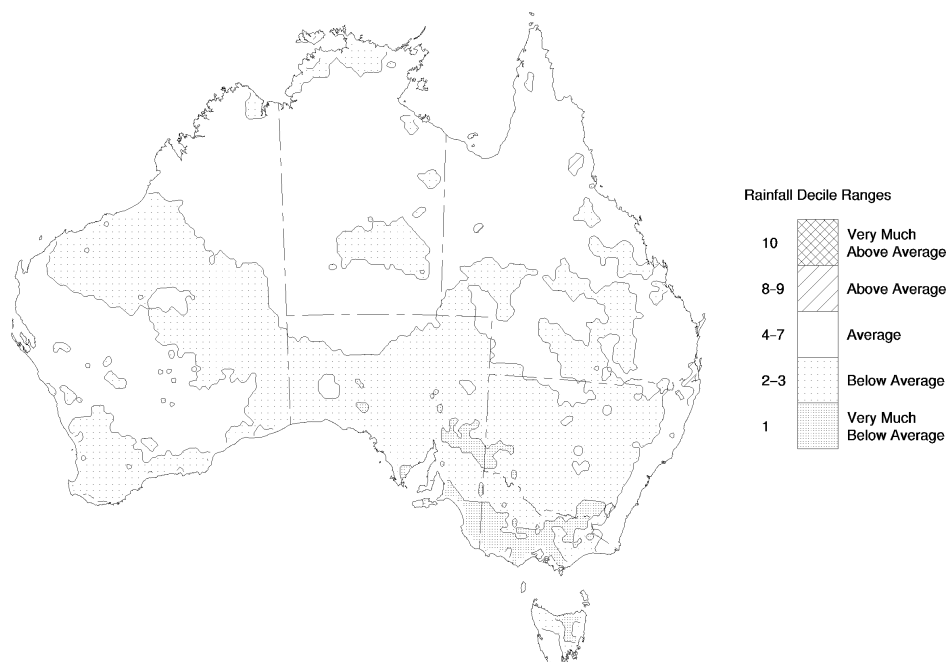 Rainfall Decile Ranges
10
Very Much
Above Average
8–9
Above Average
4–7
Average
2–3
Below Average
1
Very Much
Below Average